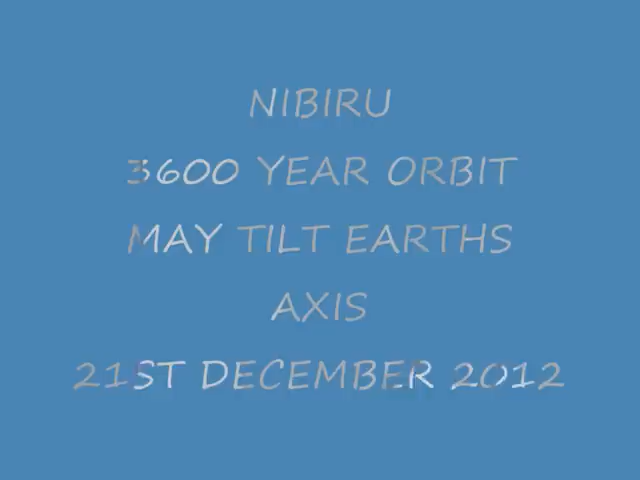 NIBIRU
3600 YEAR ORBIT
MAY TILT EARTHS
AXIS
21ST DECEMBER 2012